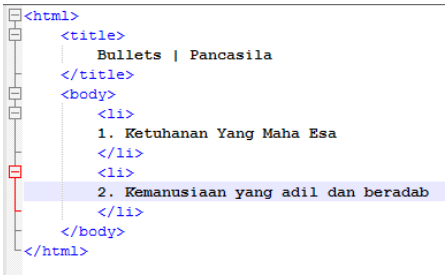 <html>
<title>
Bullets | Pancasila
</title>
<body>
<li>
1. Ketuhanan Yang Maha Esa
</li>
<li>
2. Kemanusiaan yang adil dan beradab
</li>
</body>
</html>